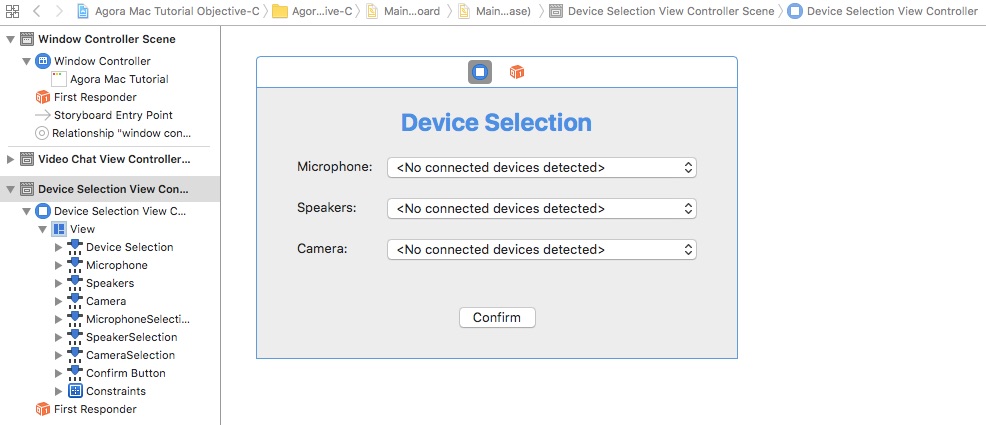 Agora Mac Tutorial Objective-C
Agor...ive-C
Main...oard
Main...ase)
Device Selection View Controller Scene
Device Selection View Controller
Window Controller Scene
Window Controller
Agora Mac Tutorial
First Responder
Storyboard Entry Point
Relationship "window con...
Video Chat View Controller...
Device Selection View Con...
Device Selection View C...
View
Device Selection
Microphone
Speakers
Camera
MicrophoneSelecti...
SpeakerSelection
CameraSelection
Confirm Button
Constraints
First Responder
Device Selection
Microphone: <No connected devices detected>
Speakers: <No connected devices detected>
Camera: <No connected devices detected>
Confirm